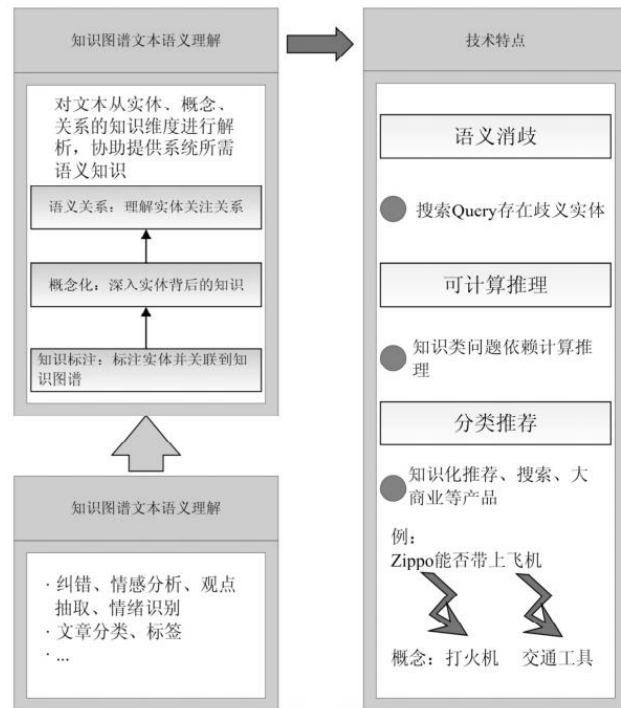 知识图谱文本语义理解
对文本从实体、概念、
关系的知识维度进行解
析，协助提供系统所需
语义知识
语义关系：理解实体关注关系
概念化：深入实体背后的知识
知识标注：标注实体并关联到知
识图谱
知识图谱文本语义理解
· 纠错、情感分析、观点
抽取、情绪识别
· 文章分类、标签
· ...
技术特点
语义消歧
搜索Query存在歧义实体
可计算推理
知识类问题依赖计算推
理
分类推荐
知识化推荐、搜索、大
商业等产品
例：
Zippo能否带上飞机
概念：打火机 交通工具